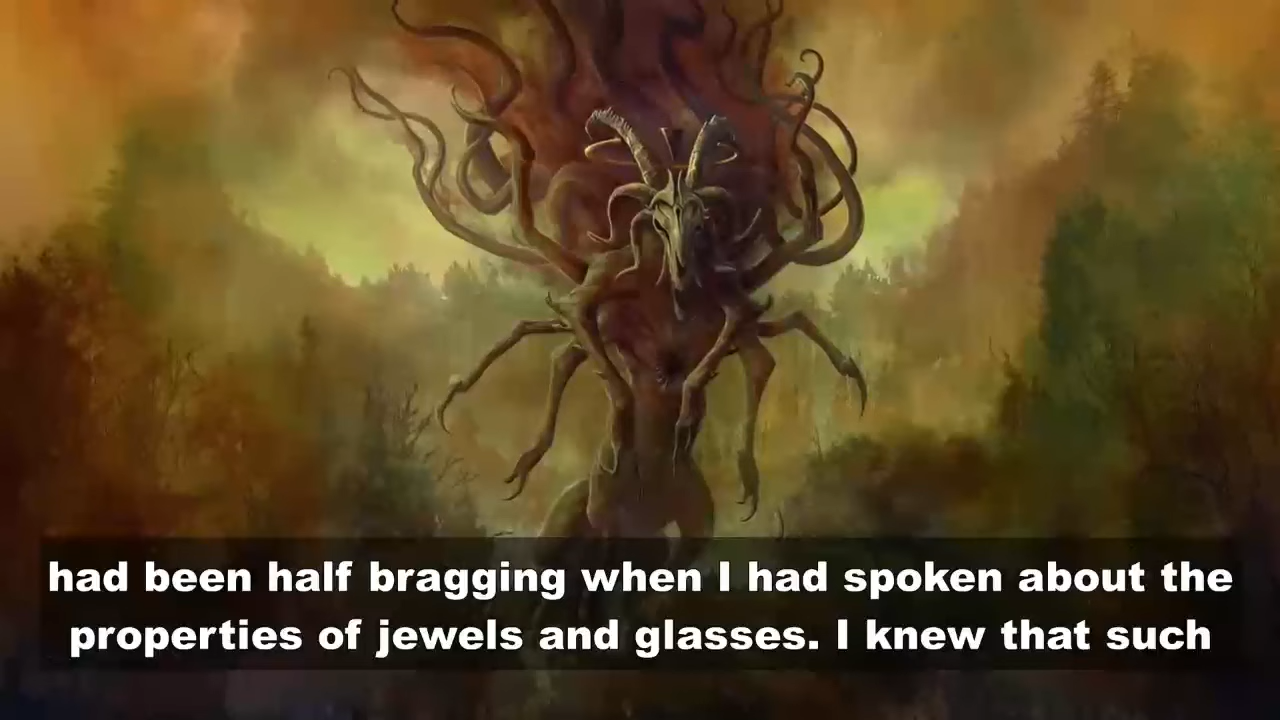 had been half bragging when I had spoken about the
properties of jewels and glasses. I knew that such